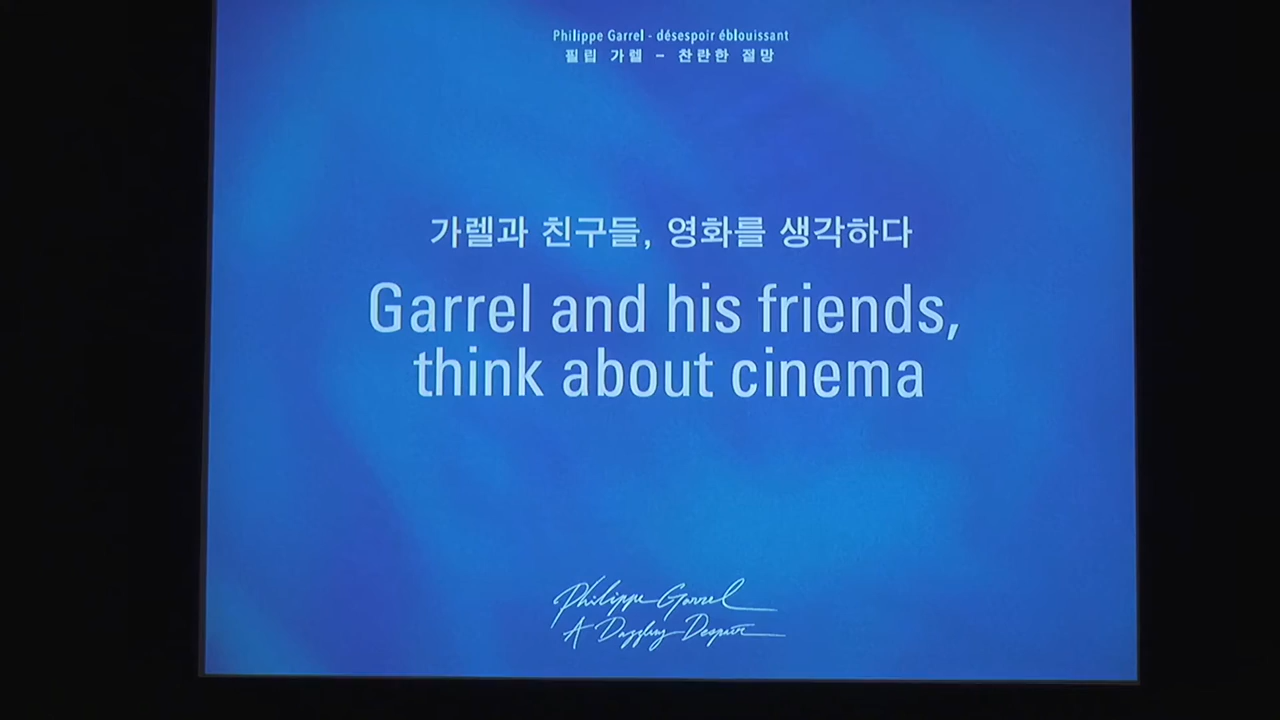 Philippe Garrel - désespoir éblouissant
필립 가렐 - 찬란한 절망
가렐과 친구들, 영화를 생각하다
Garrel and his friends,
think about cinema
Philippe Garrel
A Dazzling Despair